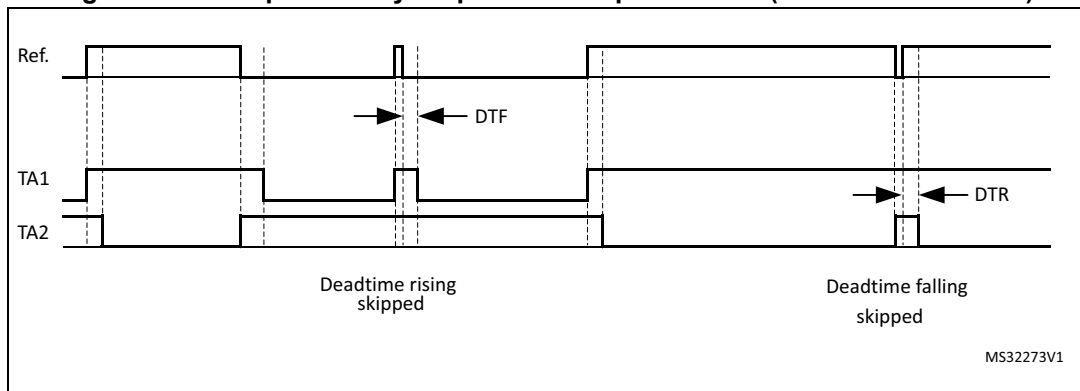 Ref.
DTF
TA1
DTR
TA2
Deadtime rising
skipped
Deadtime falling
skipped
MS32273V1